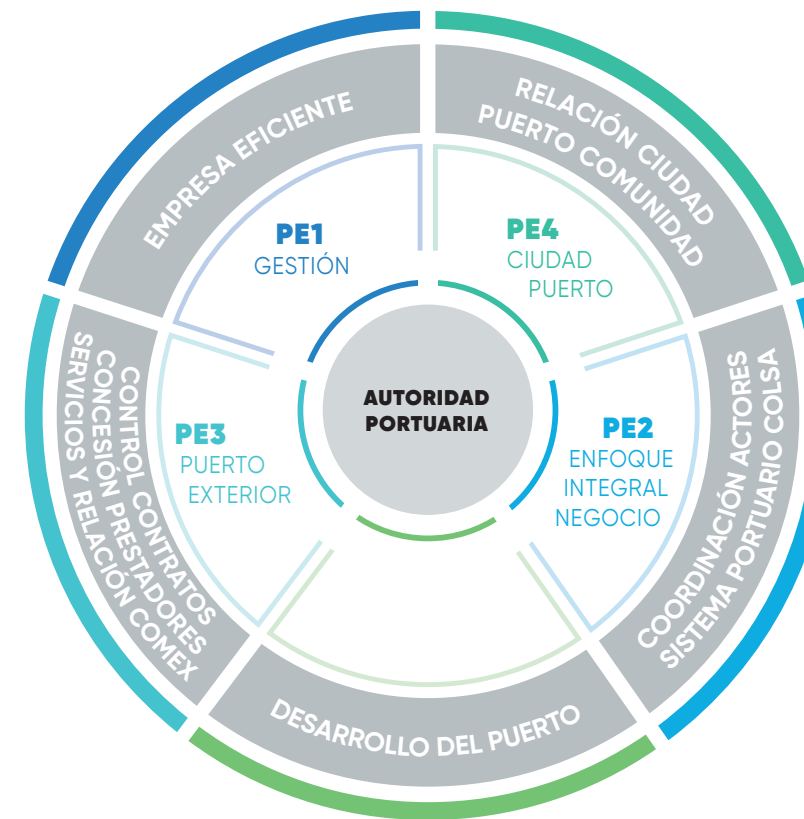 EMPRESA EFICIENTE
RELACIÓN CIUDAD
PUERTO COMUNIDAD
PE1
GESTIÓN
PE4
CIUDAD
PUERTO
AUTORIDAD
PORTUARIA
PE3
PUERTO
EXTERIOR
PE2
ENFOQUE
INTEGRAL
NEGOCIO
CONTROL CONTRATOS
CONCESIÓN PRESTADORES
SERVICIOS Y RELACIÓN COMEX
COORDINACIÓN ACTORES
SISTEMA PORTUARIO COLSA
DESARROLLO DEL PUERTO